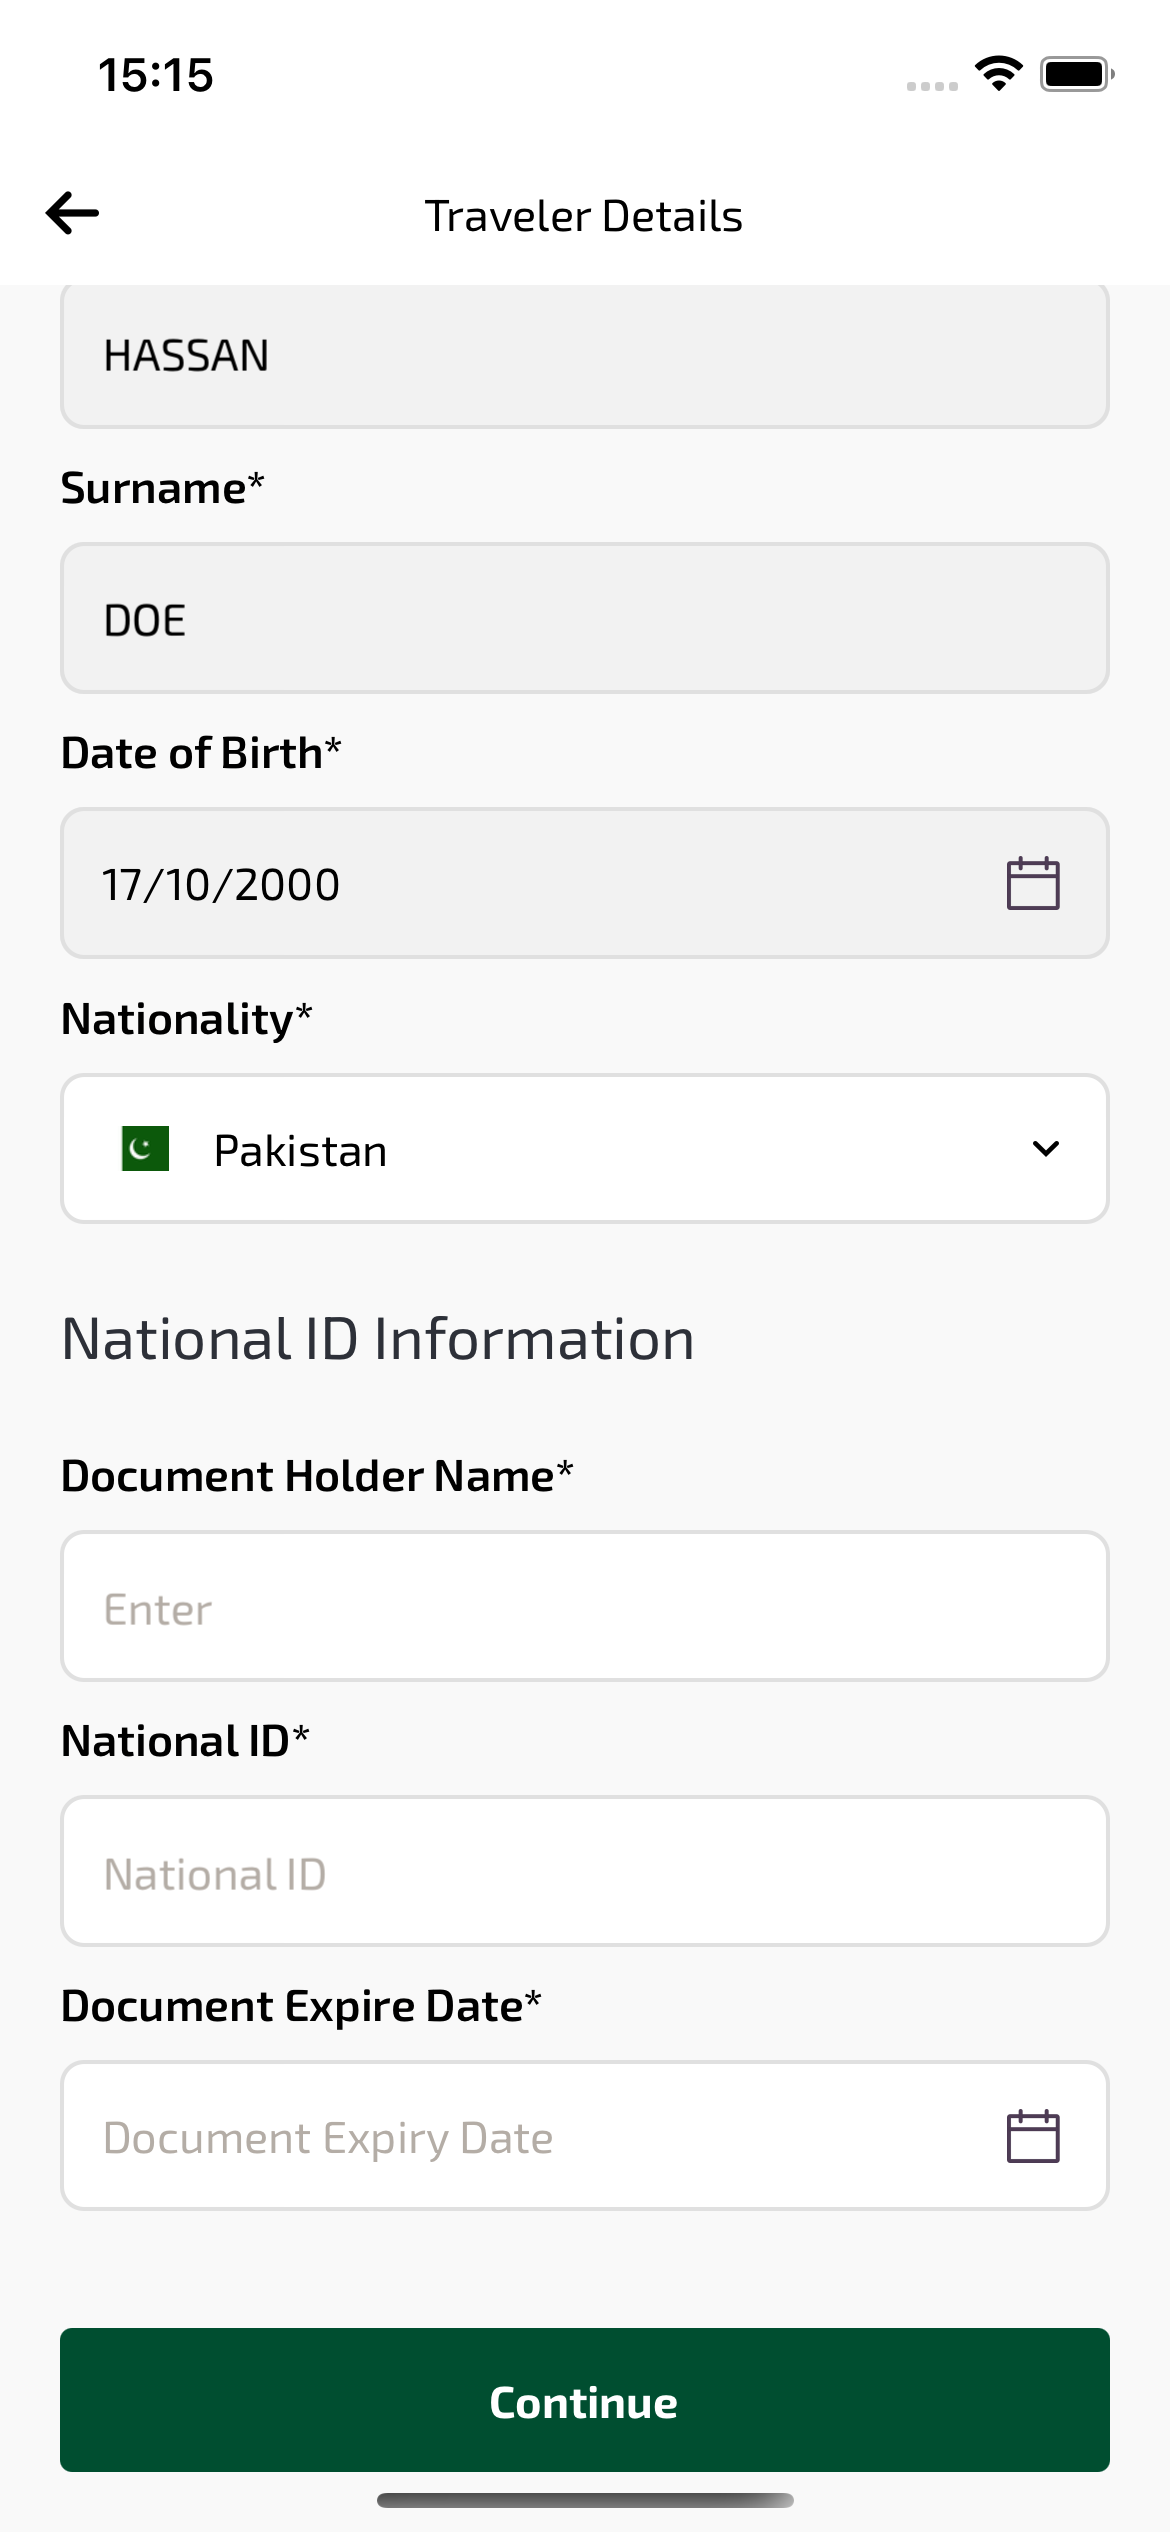 15:15
Traveler Details
HASSAN
Surname*
DOE
Date of Birth*
17/10/2000
Nationality*
Pakistan
National ID Information
Document Holder Name*
Enter
National ID*
National ID
Document Expire Date*
Document Expiry Date
Continue